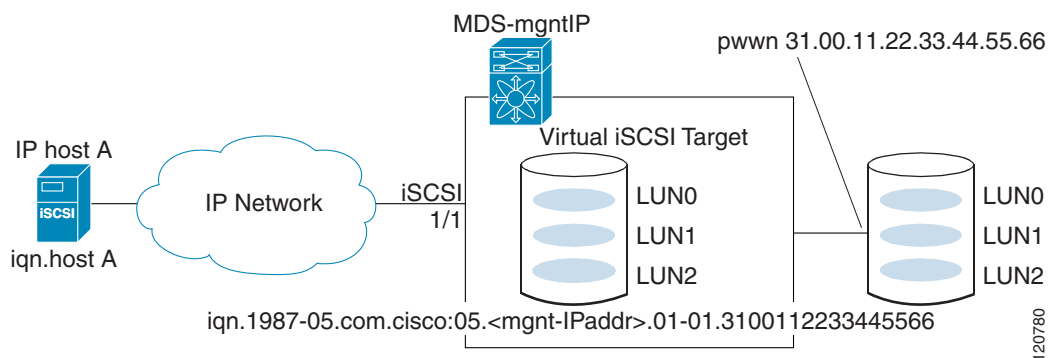 MDS-mgntIP
pwwn 31.00.11.22.33.44.55.66
IP host A
iSCSI
iqn.host A
IP Network
iSCSI
1/1
Virtual iSCSI Target
LUN0
LUN1
LUN2
LUN0
LUN1
LUN2
iqn.1987-05.com.cisco:05.<mgnt-IPaddr>.01-01.3100112233445566
120780